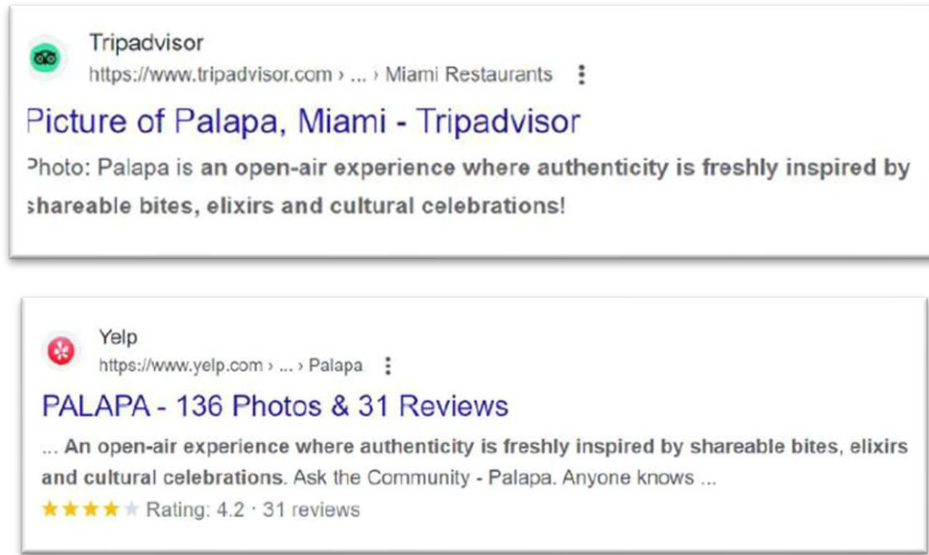 Tripadvisor
https://www.tripadvisor.com › ... › Miami Restaurants
Picture of Palapa, Miami - Tripadvisor
Photo: Palapa is an open-air experience where authenticity is freshly inspired by
shareable bites, elixirs and cultural celebrations!
Yelp
https://www.yelp.com › ... › Palapa
PALAPA - 136 Photos & 31 Reviews
... An open-air experience where authenticity is freshly inspired by shareable bites, elixirs
and cultural celebrations. Ask the Community - Palapa. Anyone knows ...
Rating: 4.2 · 31 reviews